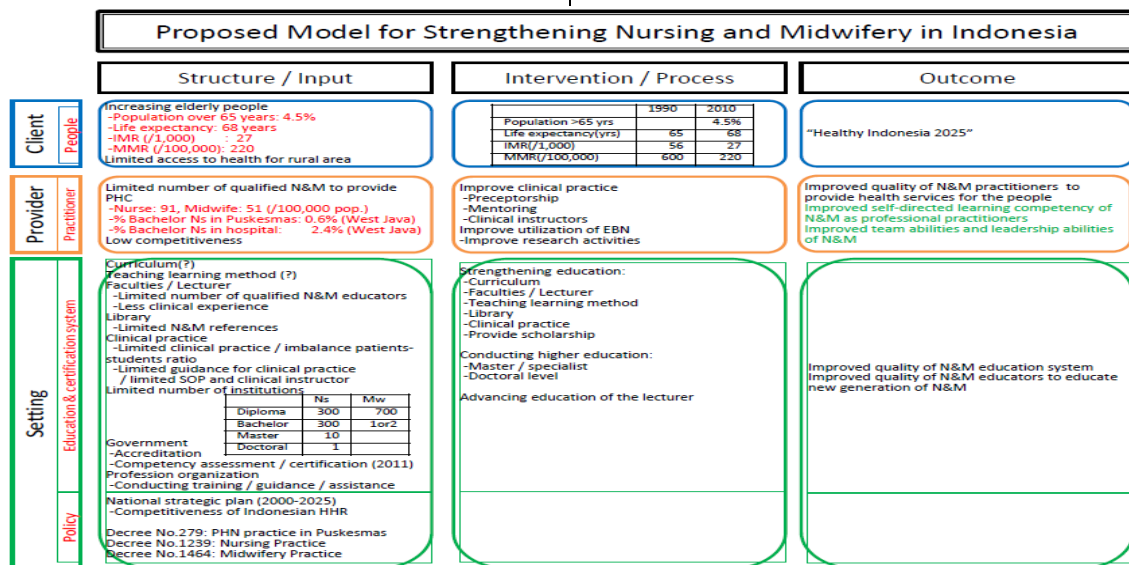 Proposed Model for Strengthening Nursing and Midwifery in Indonesia
Structure / Input
Intervention / Process
Outcome
Client
People
Increasing elderly people
-Population over 65 years: 4.5%
-Life expectancy: 68 years
-IMR (/1,000) : 27
-MMR (/100,000): 220
Limited access to health for rural area
1990 2010
Population >65 yrs 4.5%
Life expectancy(yrs) 65 68
IMR(/1,000) 56 27
MMR(/100,000) 600 220
“Healthy Indonesia 2025”
Provider
Practitioner
Limited number of qualified N&M to provide
PHC
-Nurse: 91, Midwife: 51 (/100,000 pop.)
-% Bachelor Ns in Puskesmas: 0.6% (West Java)
-% Bachelor Ns in hospital: 2.4% (West Java)
Low competitiveness
Improve clinical practice
-Preceptorship
-Mentoring
-Clinical instructors
Improve utilization of EBN
-Improve research activities
Improved quality of N&M practitioners to
provide health services for the people
Improved self-directed learning competency of
N&M as professional practitioners
Improved team abilities and leadership abilities
of N&M
Setting
Education & certification system
Curriculum(?)
Teaching learning method (?)
Faculties / Lecturer
-Limited number of qualified N&M educators
-Less clinical experience
Library
-Limited N&M references
Clinical practice
-Limited clinical practice / imbalance patients-
students ratio
-Limited guidance for clinical practice
/ limited SOP and clinical instructor
Limited number of institutions
Ns Mw
Diploma 300 700
Bachelor 300 1or2
Master 10
Doctoral 1
Government
-Accreditation
-Competency assessment / certification (2011)
Profession organization
-Conducting training / guidance / assistance
Strengthening education:
-Curriculum
-Faculties / Lecturer
-Teaching learning method
-Library
-Clinical practice
-Provide scholarship
Conducting higher education:
-Master / specialist
-Doctoral level
Advancing education of the lecturer
Improved quality of N&M education system
Improved quality of N&M educators to educate
new generation of N&M
Policy
National strategic plan (2000-2025)
-Competitiveness of Indonesian HHR
Decree No.279: PHN practice in Puskesmas
Decree No.1239: Nursing Practice
Decree No.1464: Midwifery Practice